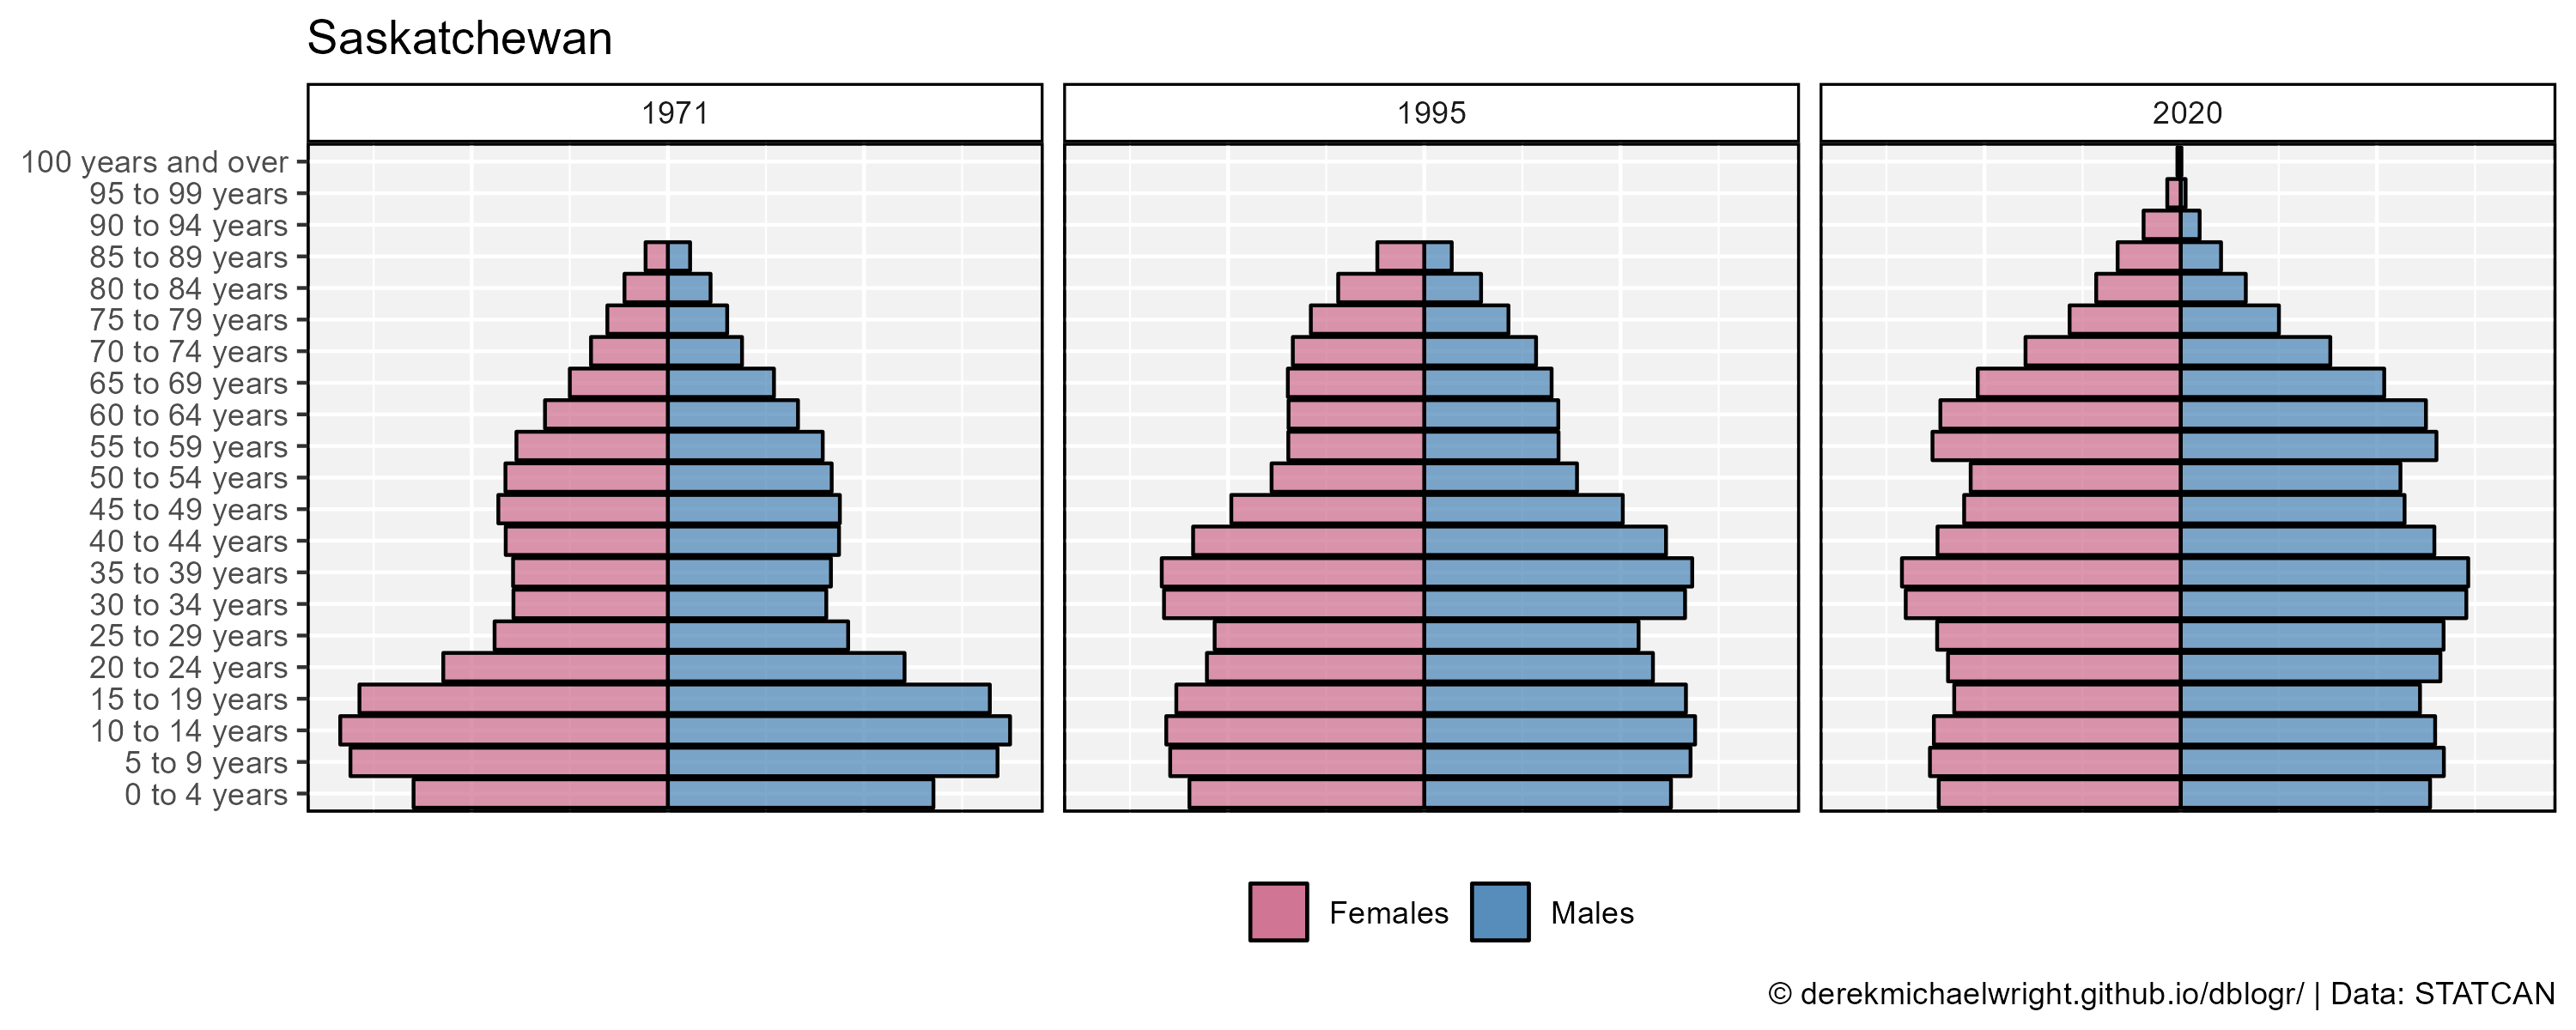 Saskatchewan
1971
1995
2020
100 years and over
95 to 99 years
90 to 94 years
85 to 89 years
80 to 84 years
75 to 79 years
70 to 74 years
65 to 69 years
60 to 64 years
55 to 59 years
50 to 54 years
45 to 49 years
40 to 44 years
35 to 39 years
30 to 34 years
25 to 29 years
20 to 24 years
15 to 19 years
10 to 14 years
5 to 9 years
0 to 4 years
Females
Males
© derekmichaelwright.github.io/dblogr/ | Data: STATCAN